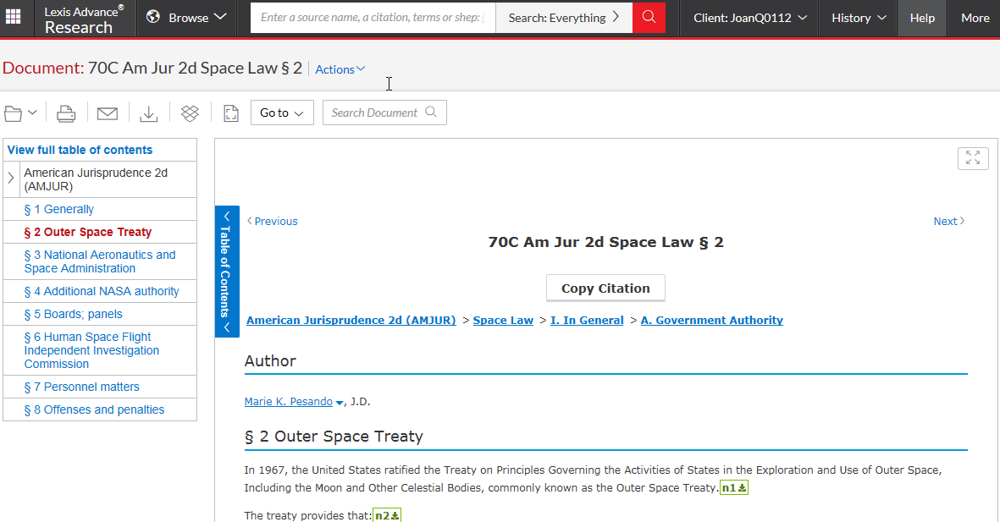 Lexis Advance®
Research
Browse
Enter a source name, a citation, terms or shep:
Search: Everything
Client: JoanQ0112
History
Help
More
Document: 70C Am Jur 2d Space Law § 2
Actions
Go to
Search Document
View full table of contents
American Jurisprudence 2d
(AMJUR)
§ 1 Generally
§ 2 Outer Space Treaty
§ 3 National Aeronautics and
Space Administration
§ 4 Additional NASA authority
§ 5 Boards; panels
§ 6 Human Space Flight
Independent Investigation
Commission
§ 7 Personnel matters
§ 8 Offenses and penalties
Table of Contents
Previous
Next
70C Am Jur 2d Space Law § 2
Copy Citation
American Jurisprudence 2d (AMJUR) > Space Law > I. In General > A. Government Authority
Author
Marie K. Pesando , J.D.
§ 2 Outer Space Treaty
In 1967, the United States ratified the Treaty on Principles Governing the Activities of States in the Exploration and Use of Outer Space,
Including the Moon and Other Celestial Bodies, commonly known as the Outer Space Treaty. n1
The treaty provides that: n2